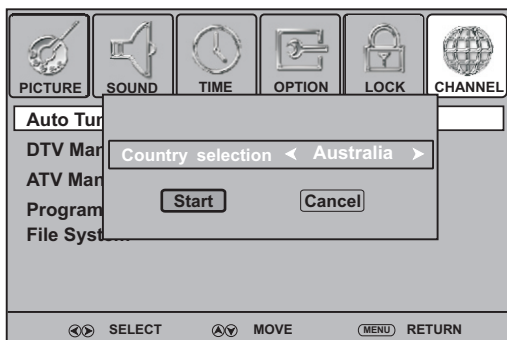 PICTURE SOUND TIME OPTION LOCK CHANNEL
Auto Tun
DTV Man
ATV Man
Program
File System
Country selection < Australia >
Start Cancel
SELECT MOVE MENU RETURN